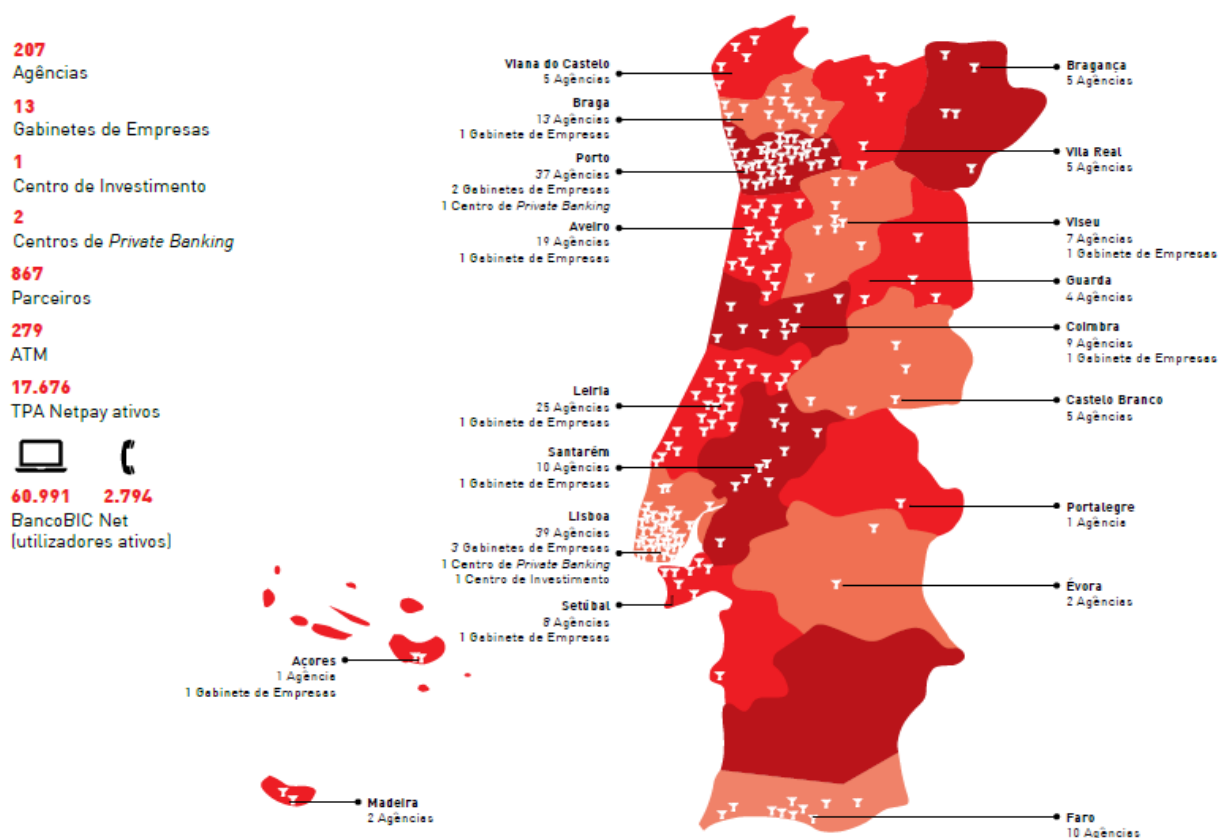 207
Agências
13
Gabinetes de Empresas
1
Centro de Investimento
2
Centros de Private Banking
867
Parceiros
279
ATM
17.676
TPA Netpay ativos
60.991 2.794
BancoBIC Net
(utilizadores ativos)
Viana do Castelo
5 Agências
Braga
13 Agências
1 Gabinete de Empresas
Porto
37 Agências
2 Gabinetes de Empresas
1 Centro de Private Banking
Aveiro
19 Agências
1 Gabinete de Empresas
Leiria
25 Agências
1 Gabinete de Empresas
Santarém
10 Agências
1 Gabinete de Empresas
Lisboa
39 Agências
3 Gabinetes de Empresas
1 Centro de Private Banking
1 Centro de Investimento
Setúbal
8 Agências
1 Gabinete de Empresas
Açores
1 Agência
1 Gabinete de Empresas
Madeira
2 Agências
Bragança
5 Agências
Vila Real
5 Agências
Viseu
7 Agências
1 Gabinete de Empresas
Guarda
4 Agências
Coimbra
9 Agências
1 Gabinete de Empresas
Castelo Branco
5 Agências
Portalegre
1 Agência
Évora
2 Agências
Faro
10 Agências